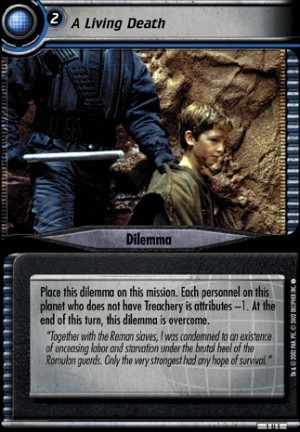 2 A Living Death
Dilemma
Place this dilemma on this mission. Each personnel on this
planet who does not have Treachery is attributes –1. At the
end of this turn, this dilemma is overcome.
"Together with the Reman slaves, I was condemned to an existence
of unceasing labor and starvation under the brutal heel of the
Romulan guards. Only the very strongest had any hope of survival."
1 U 1